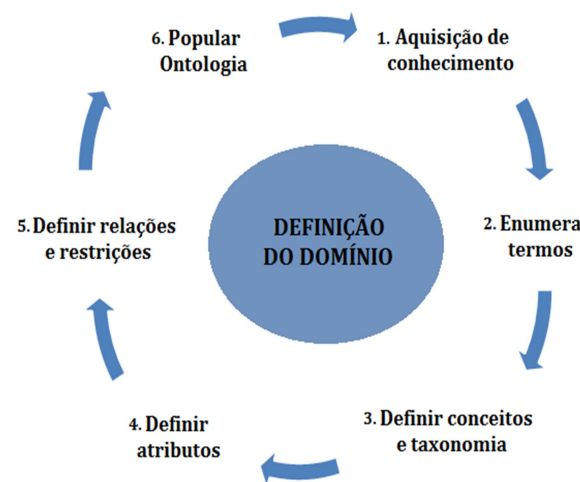 1. Aquisição de
conhecimento
2. Enumera
termos
3. Definir conceitos
e taxonomia
4. Definir
atributos
5. Definir relações
e restrições
6. Popular
Ontologia
DEFINIÇÃO
DO DOMÍNIO